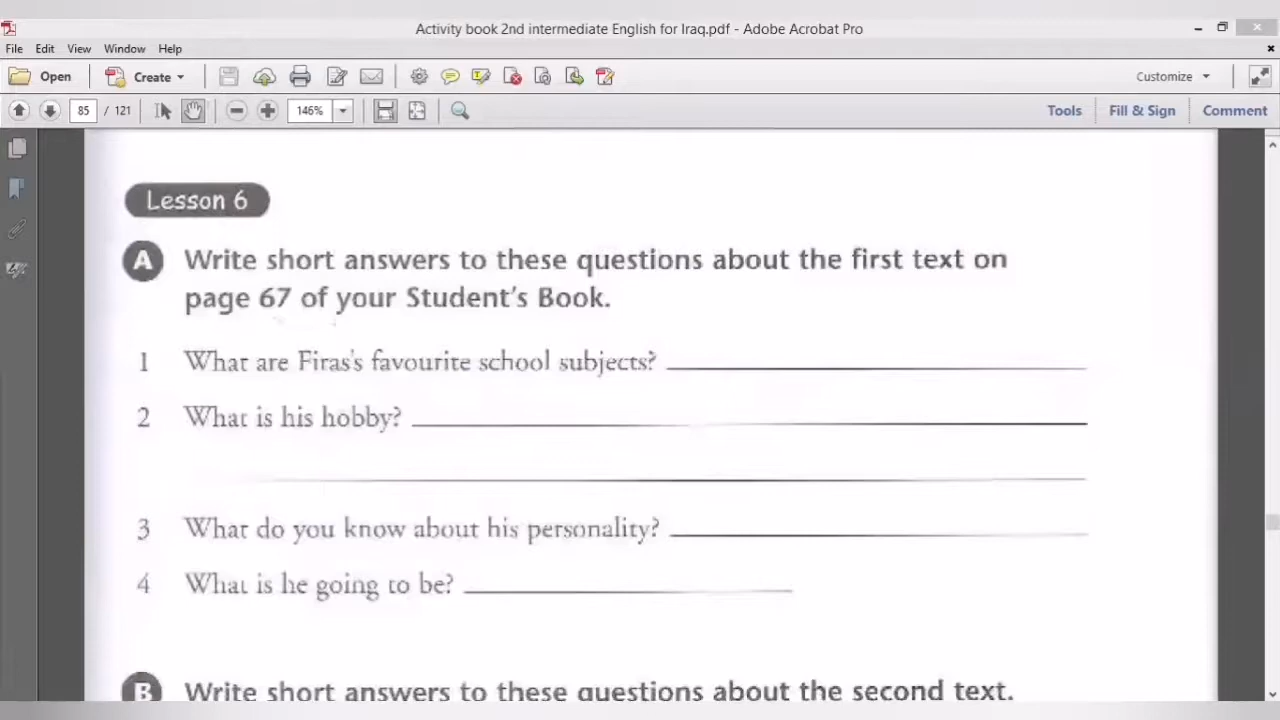 Activity book 2nd intermediate English for Iraq.pdf - Adobe Acrobat Pro
File Edit View Window Help
Open Create Customize
85 / 121 146% Tools Fill & Sign Comment
Lesson 6
A Write short answers to these questions about the first text on
page 67 of your Student's Book.
1 What are Firas's favourite school subjects?
2 What is his hobby?
3 What do you know about his personality?
4 What is he going to be?
B Write short answers to these questions about the second text.